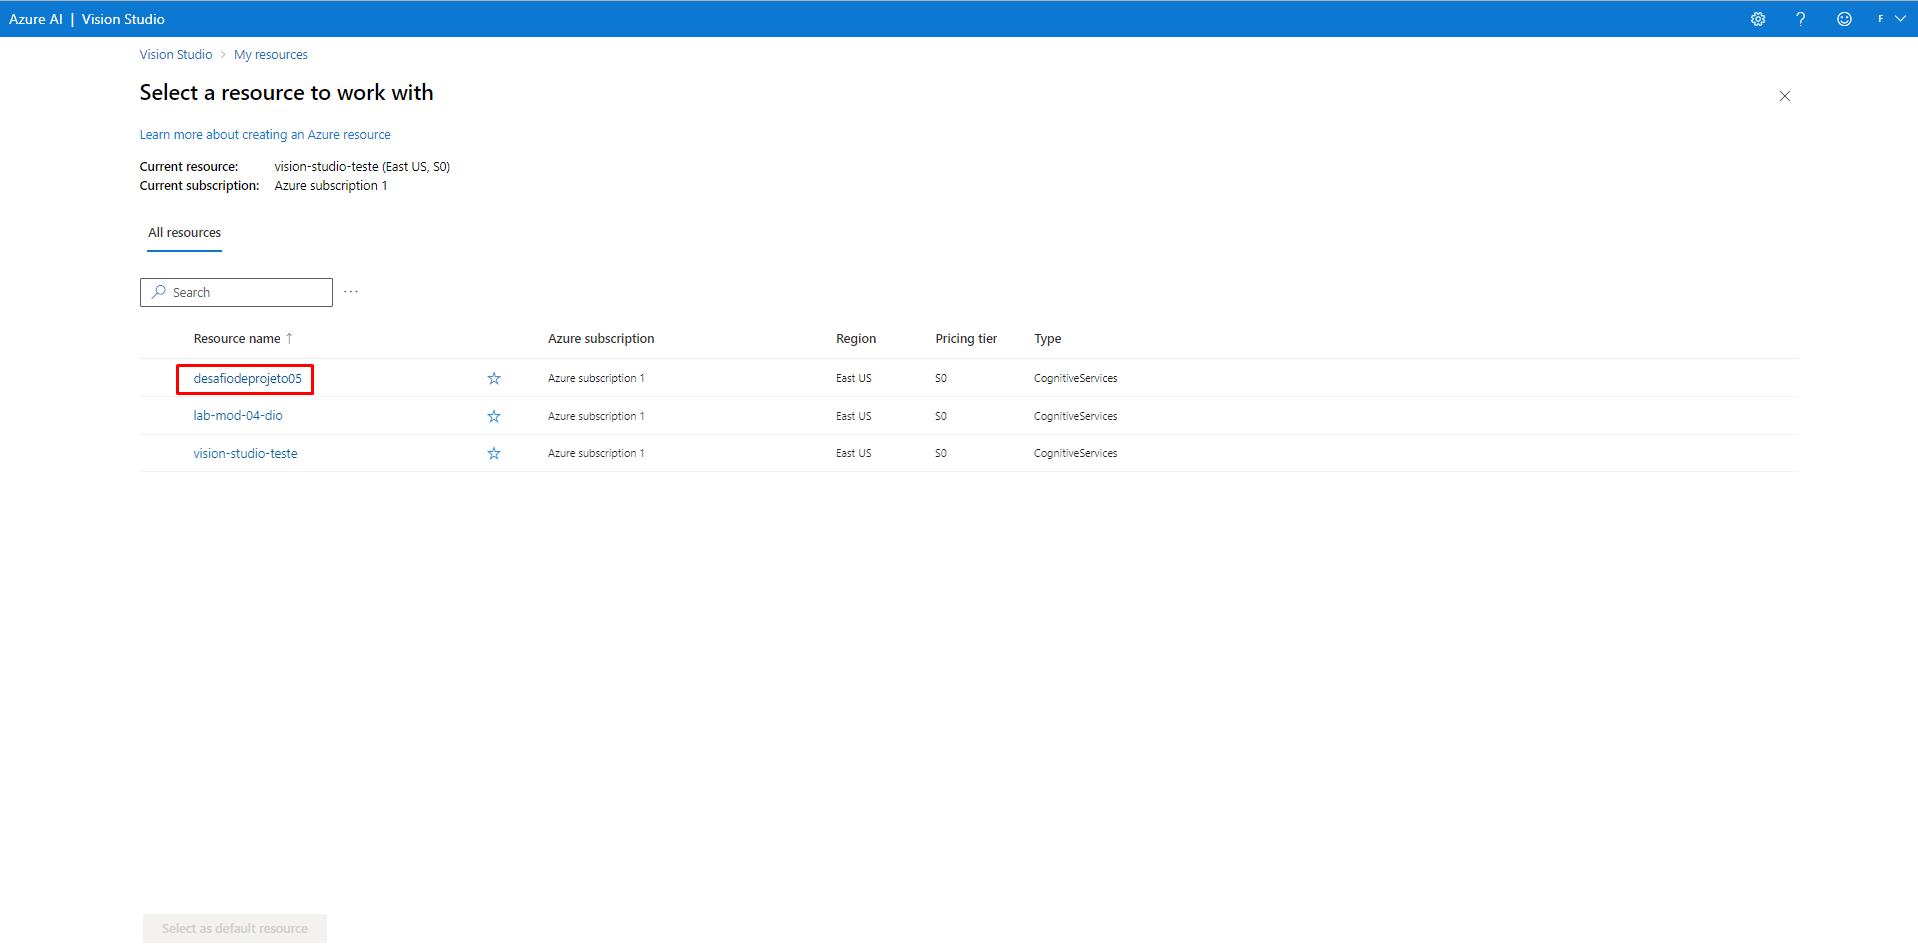 Azure AI | Vision Studio F
Vision Studio > My resources
Select a resource to work with
Learn more about creating an Azure resource
Current resource: vision-studio-teste (East US, S0)
Current subscription: Azure subscription 1
All resources
Search ...
Resource name ↑ Azure subscription Region Pricing tier Type
desafiodeprojeto05 Azure subscription 1 East US S0 CognitiveServices
lab-mod-04-dio Azure subscription 1 East US S0 CognitiveServices
vision-studio-teste Azure subscription 1 East US S0 CognitiveServices
Select as default resource